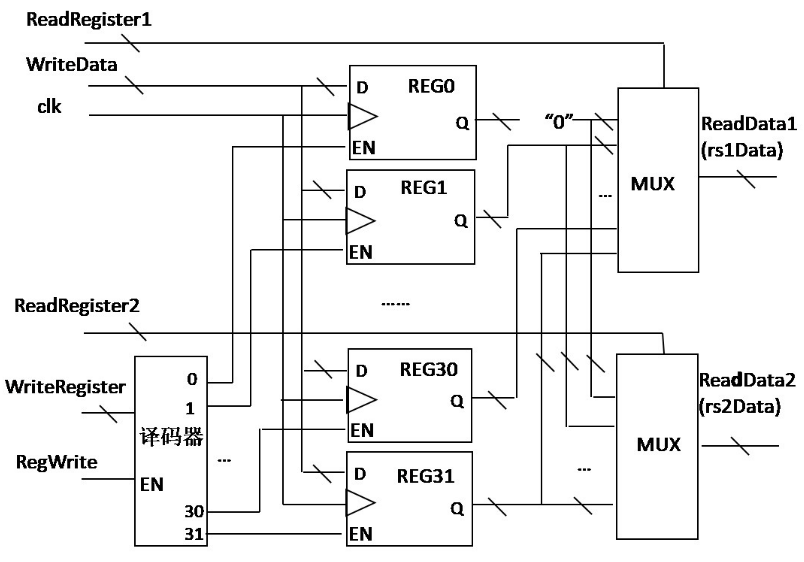 ReadRegister1
WriteData
clk
D
REG0
Q
EN
"0"
ReadData1
(rs1Data)
MUX
...
D
REG1
Q
EN
......
ReadRegister2
WriteRegister
RegWrite
译码器
EN
0
1
...
30
31
D
REG30
Q
EN
D
REG31
Q
EN
ReadData2
(rs2Data)
MUX
...